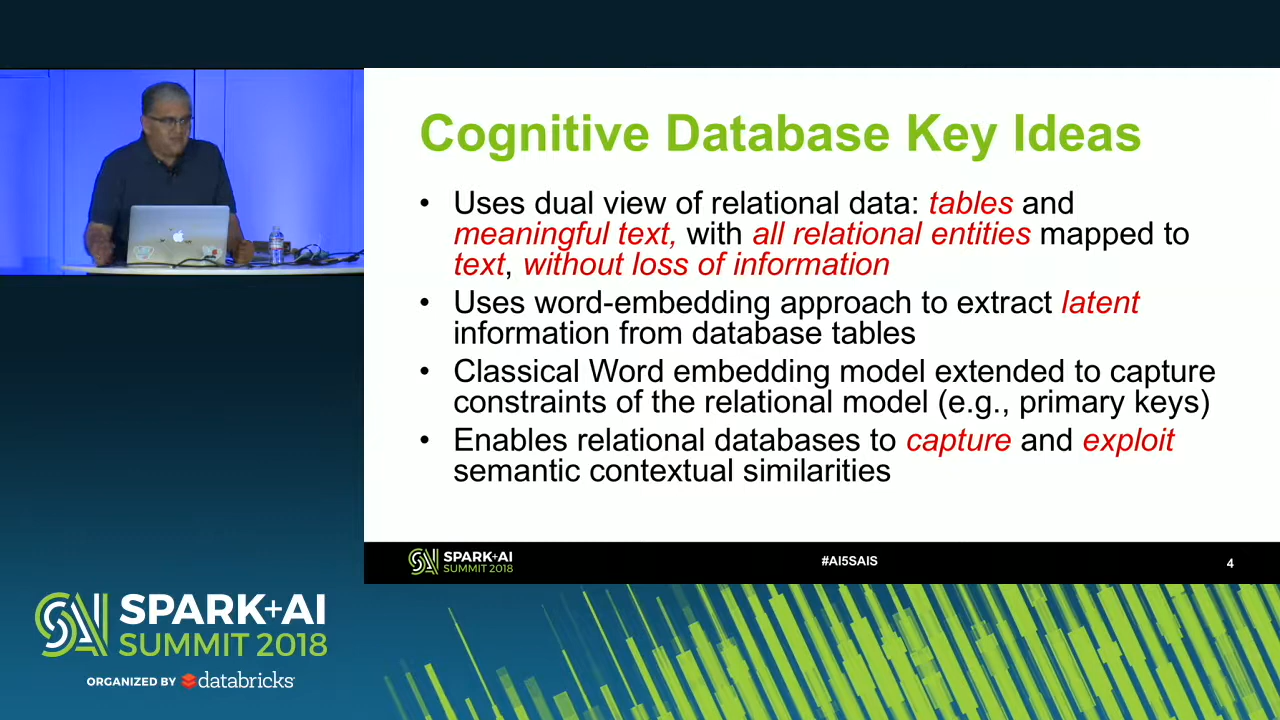 Cognitive Database Key Ideas
• Uses dual view of relational data: tables and
meaningful text, with all relational entities mapped to
text, without loss of information
• Uses word-embedding approach to extract latent
information from database tables
• Classical Word embedding model extended to capture
constraints of the relational model (e.g., primary keys)
• Enables relational databases to capture and exploit
semantic contextual similarities
SPARK+AI
SUMMIT 2018
#AI5SAIS
4
SPARK+AI
SUMMIT 2018
ORGANIZED BY databricks